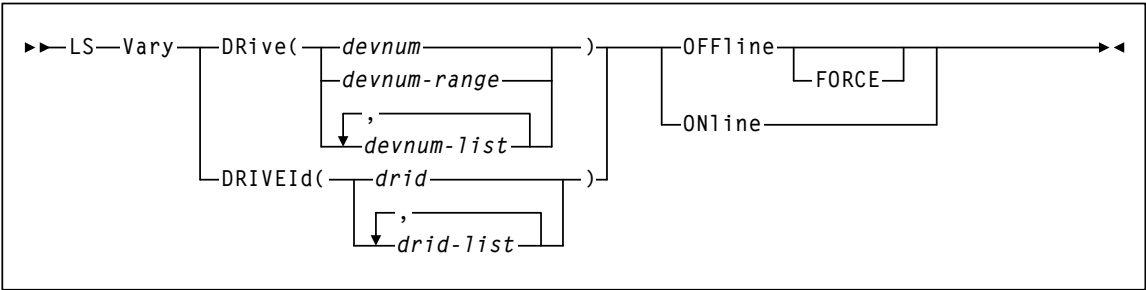 LS Vary DRive( devnum ) OFFline
devnum-range FORCE
, ONline
devnum-list
DRIVEId( drid )
,
drid-list